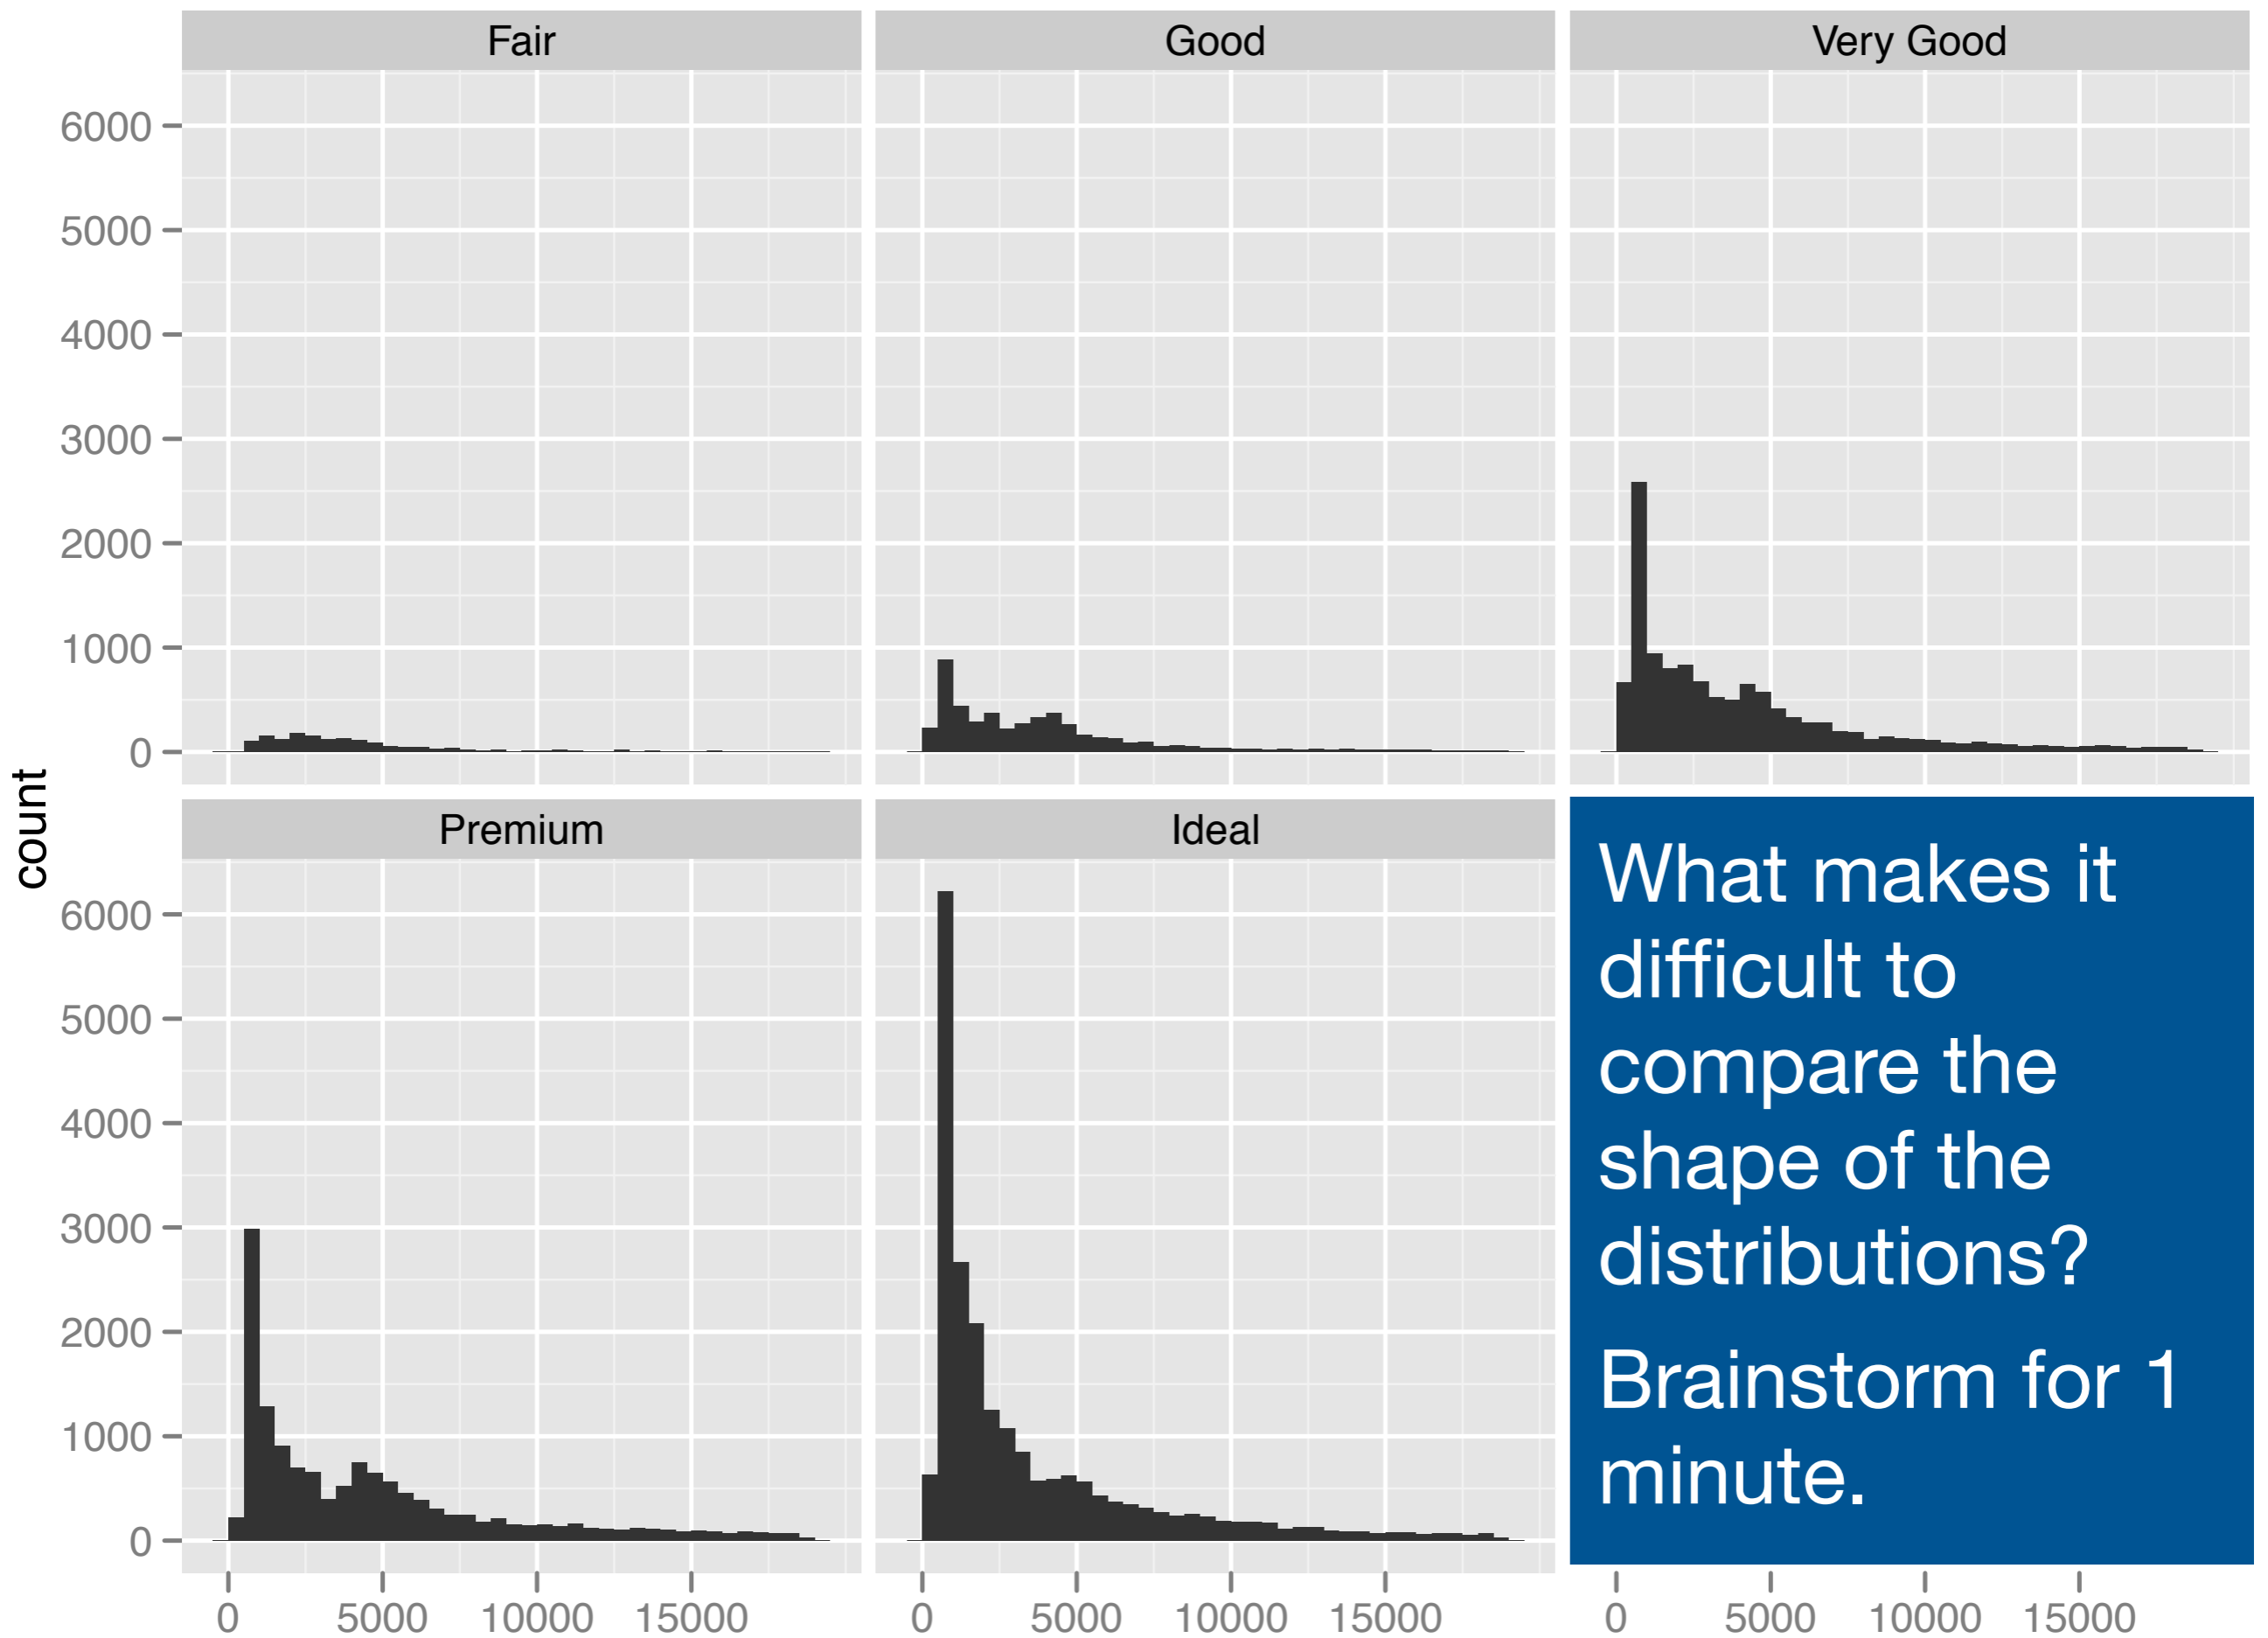 Fair Good Very Good
6000
5000
4000
3000
2000
1000
0
count
Premium Ideal
6000
5000
4000
3000
2000
1000
0
0 5000 10000 15000 0 5000 10000 15000 0 5000 10000 15000
What makes it
difficult to
compare the
shape of the
distributions?
Brainstorm for 1
minute.